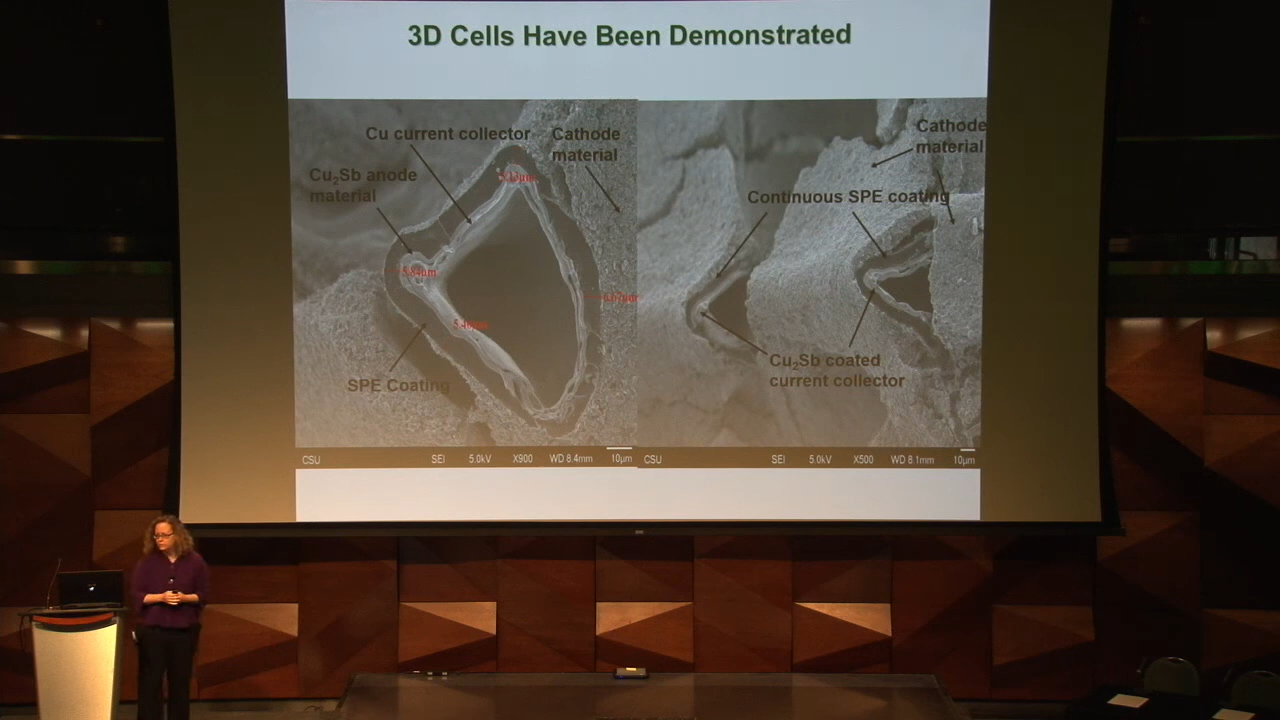 3D Cells Have Been Demonstrated
Cu current collector
Cathode
material
Cu₂Sb anode
material
5.84µm
SPE Coating
CSU SEI 5.0kV X900 WD 8.4mm 10µm
Cathode
material
Continuous SPE coating
Cu₂Sb coated
current collector
CSU SEI 5.0kV X500 WD 8.1mm 10µm